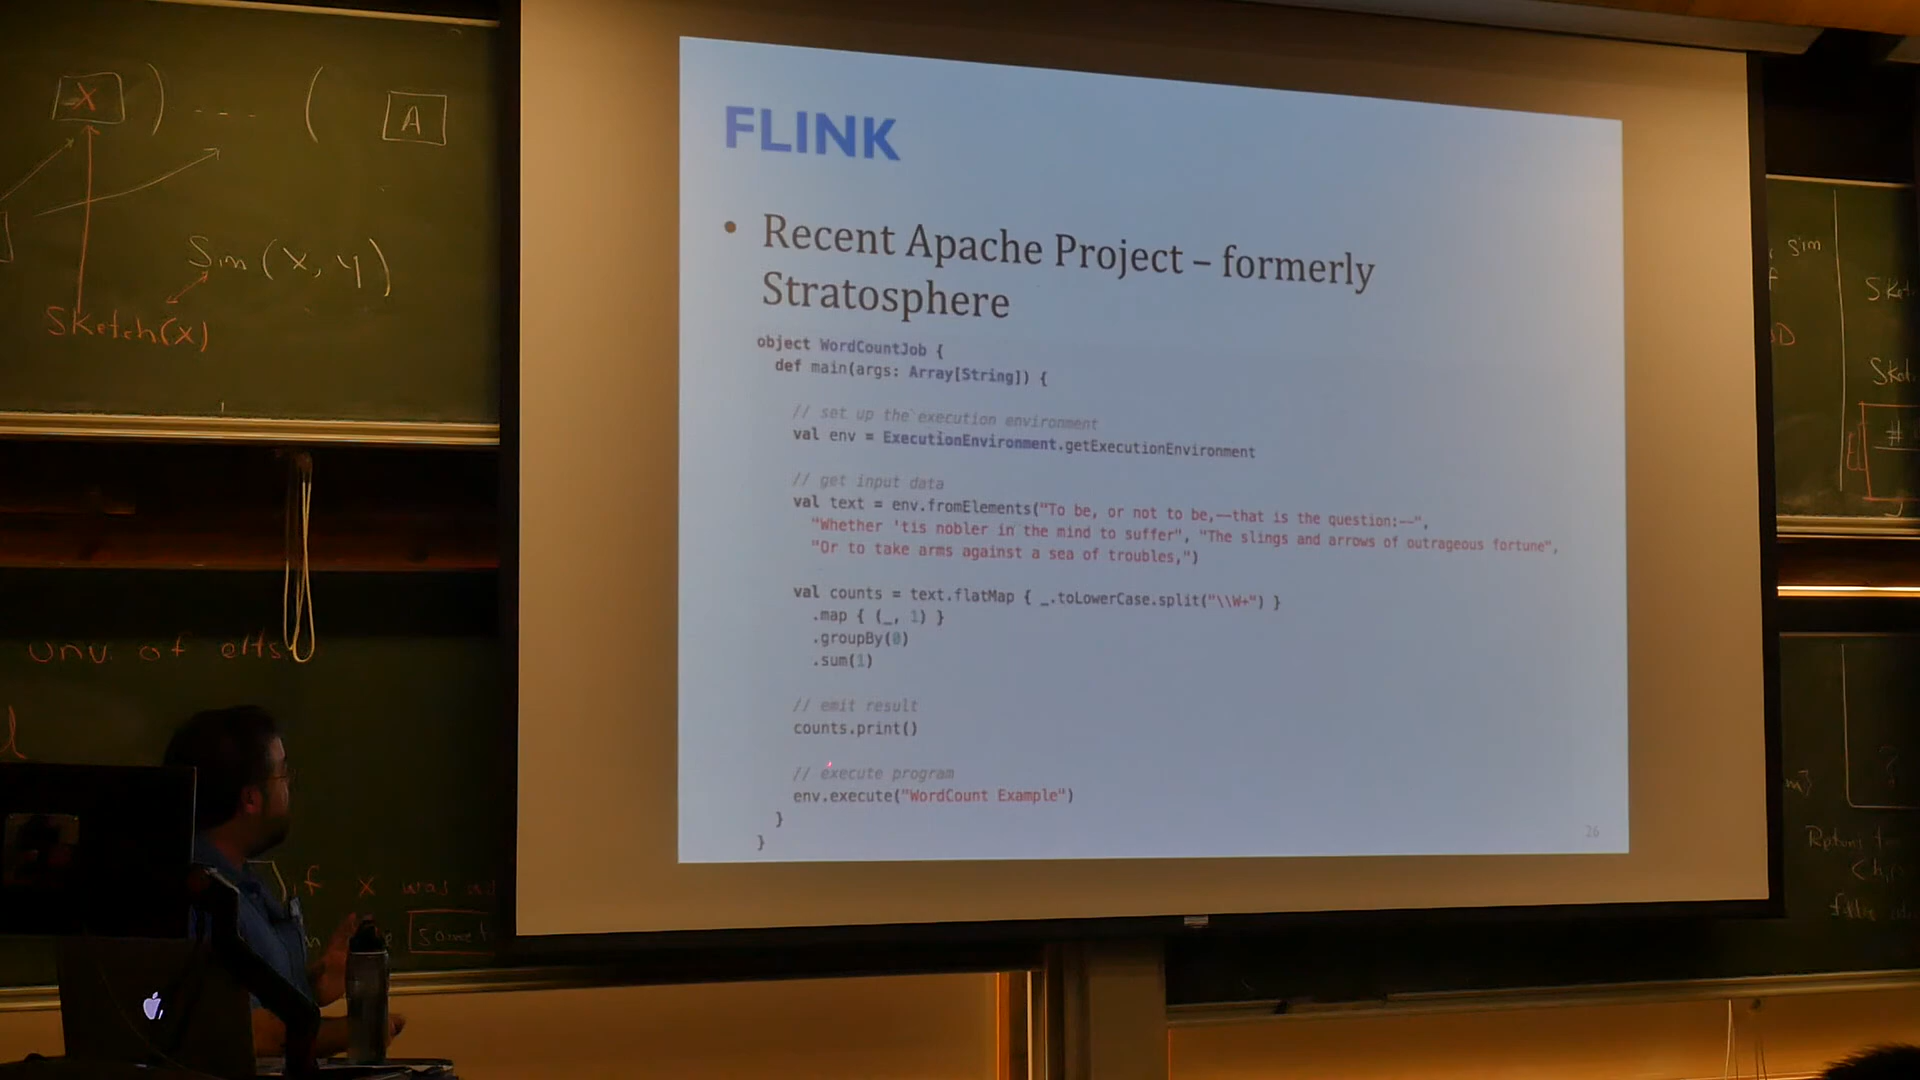 X ) ... ( A
Sim (x, y)
Sketch(x)
unv. of elts
if x was
FLINK
• Recent Apache Project – formerly
Stratosphere
object WordCountJob {
def main(args: Array[String]) {
// set up the execution environment
val env = ExecutionEnvironment.getExecutionEnvironment
// get input data
val text = env.fromElements("To be, or not to be,--that is the question:--",
"Whether 'tis nobler in the mind to suffer", "The slings and arrows of outrageous fortune",
"Or to take arms against a sea of troubles,")
val counts = text.flatMap { _.toLowerCase.split("\\W+") }
.map { (_, 1) }
.groupBy(0)
.sum(1)
// emit result
counts.print()
// execute program
env.execute("WordCount Example")
}
}
26
Sim
#